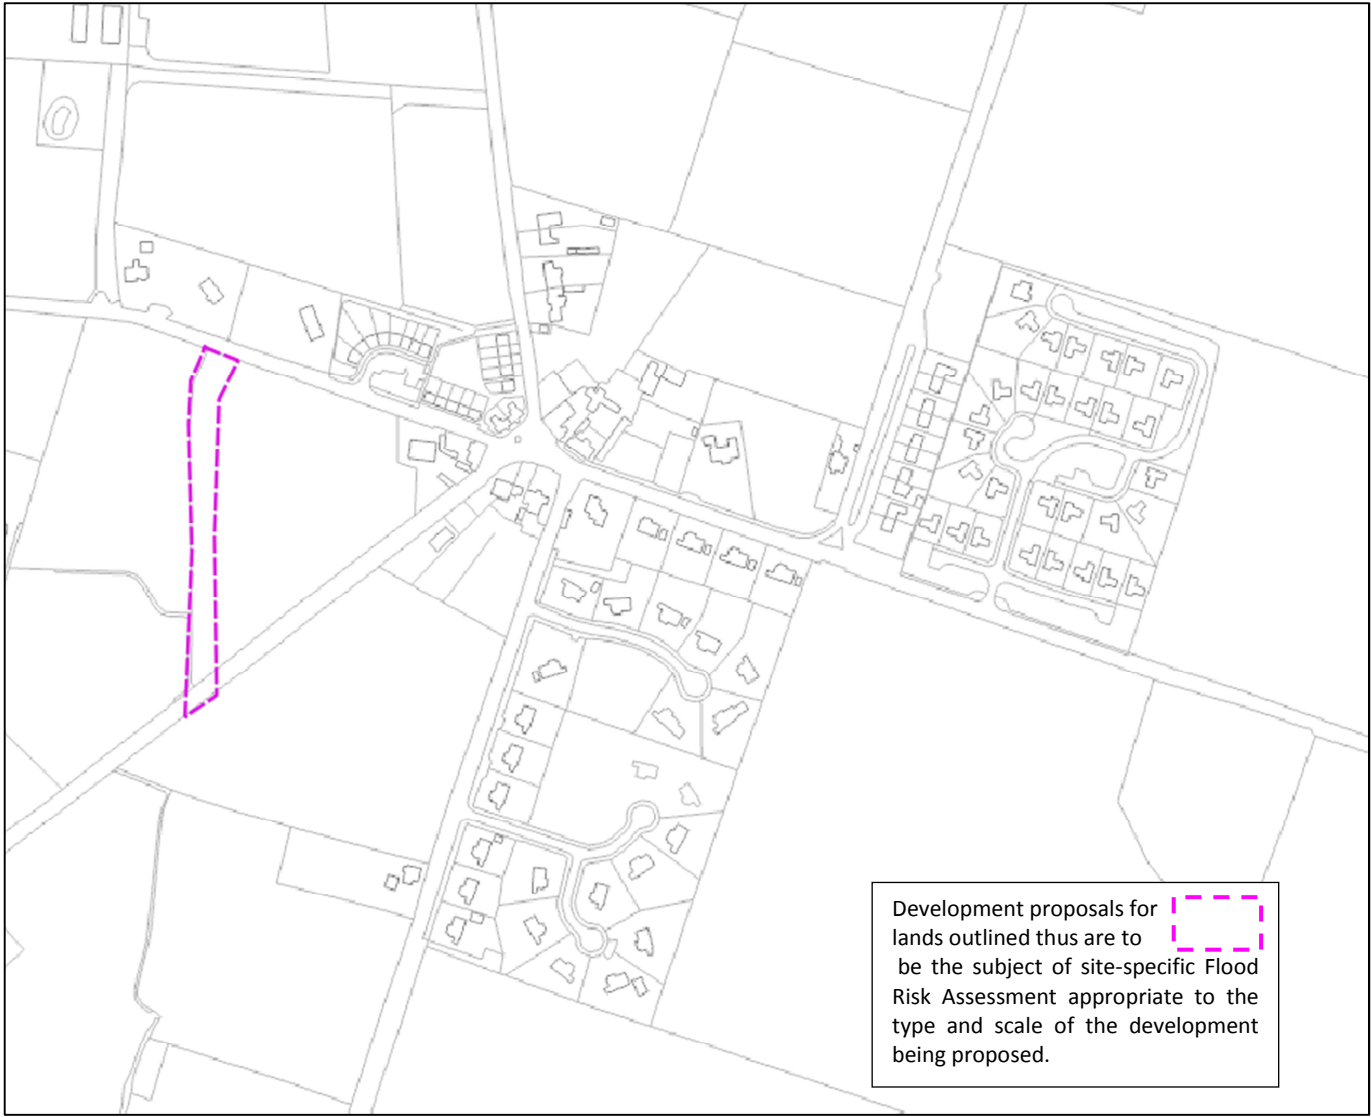 Development proposals for
lands outlined thus are to
be the subject of site-specific Flood
Risk Assessment appropriate to the
type and scale of the development
being proposed.